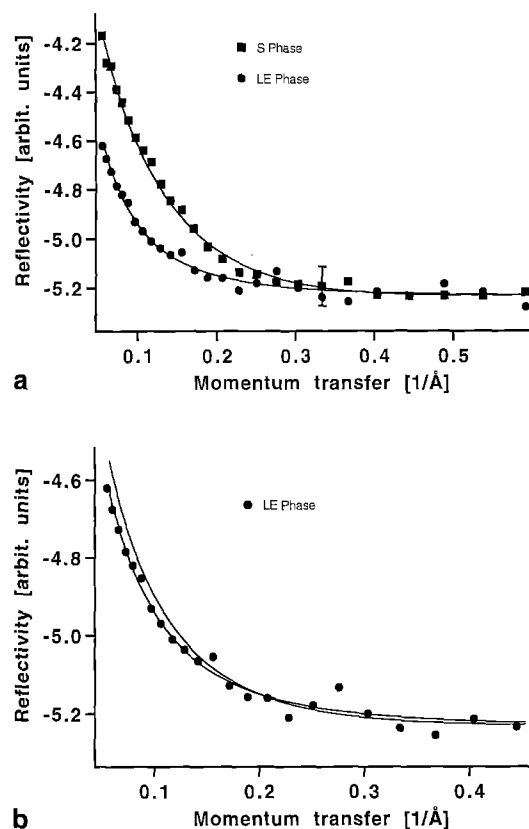 -4.2
-4.4
-4.6
-4.8
-5.0
-5.2
Reflectivity [arbit. units]
S Phase
LE Phase
0.1 0.2 0.3 0.4 0.5
Momentum transfer [1/Å]
a
-4.6
-4.8
-5.0
-5.2
Reflectivity [arbit. units]
LE Phase
0.1 0.2 0.3 0.4
Momentum transfer [1/Å]
b